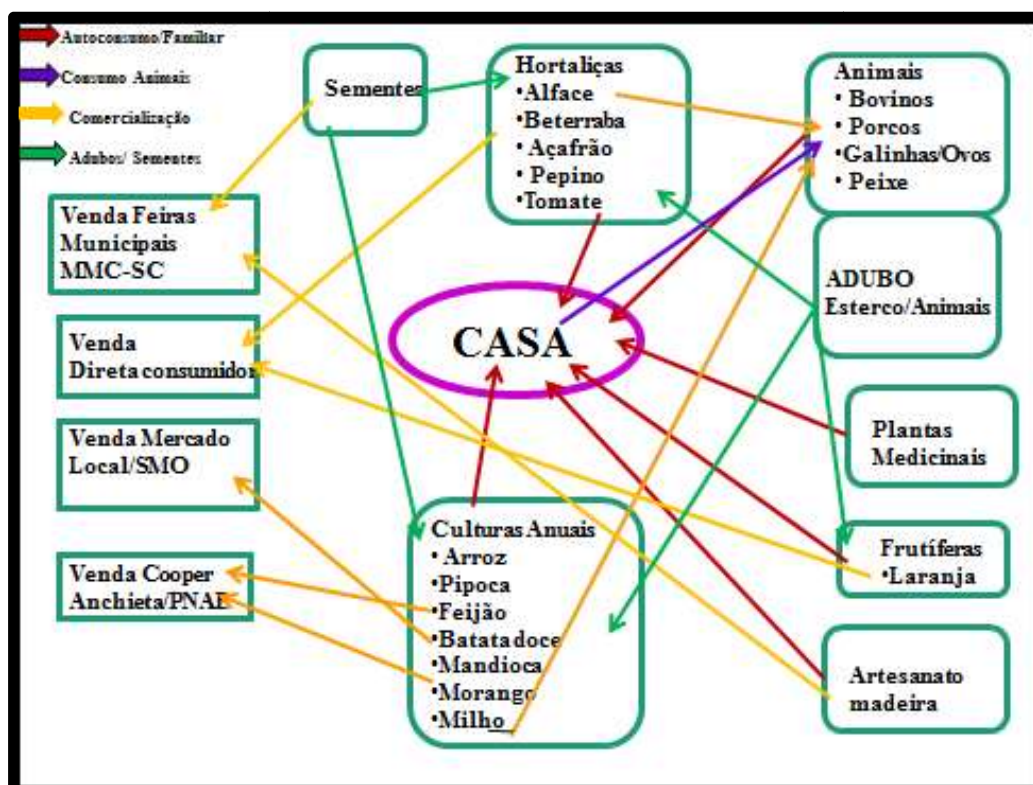 Autoconsumo/Familiar
Consumo Animais
Comercialização
Adubos/ Sementes
Sementes
Hortaliças
•Alface
•Beterraba
• Açafrão
• Pepino
•Tomate
Animais
• Bovinos
• Porcos
•Galinhas/Ovos
• Peixe
Venda Feiras
Municipais
MMC-SC
ADUBO
Esterco/Animais
CASA
Venda
Direta consumidor
Venda Mercado
Local/SMO
Plantas
Medicinais
Culturas Anuais
• Arroz
•Pipoca
•Feijão
•Batata doce
•Mandioca
•Morango
•Milho
Frutíferas
•Laranja
Venda Cooper
Anchieta/PNAE
Artesanato
madeira